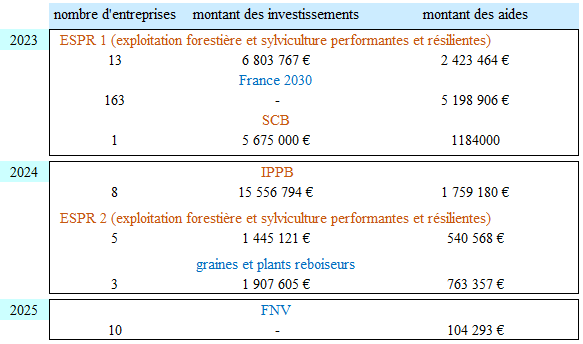 nombre d'entreprises montant des investissements montant des aides
2023 ESPR 1 (exploitation forestière et sylviculture performantes et résilientes)
13 6 803 767 € 2 423 464 €
France 2030
163 - 5 198 906 €
SCB
1 5 675 000 € 1184000
2024 IPPB
8 15 556 794 € 1 759 180 €
ESPR 2 (exploitation forestière et sylviculture performantes et résilientes)
5 1 445 121 € 540 568 €
graines et plants reboiseurs
3 1 907 605 € 763 357 €
2025 FNV
10 - 104 293 €